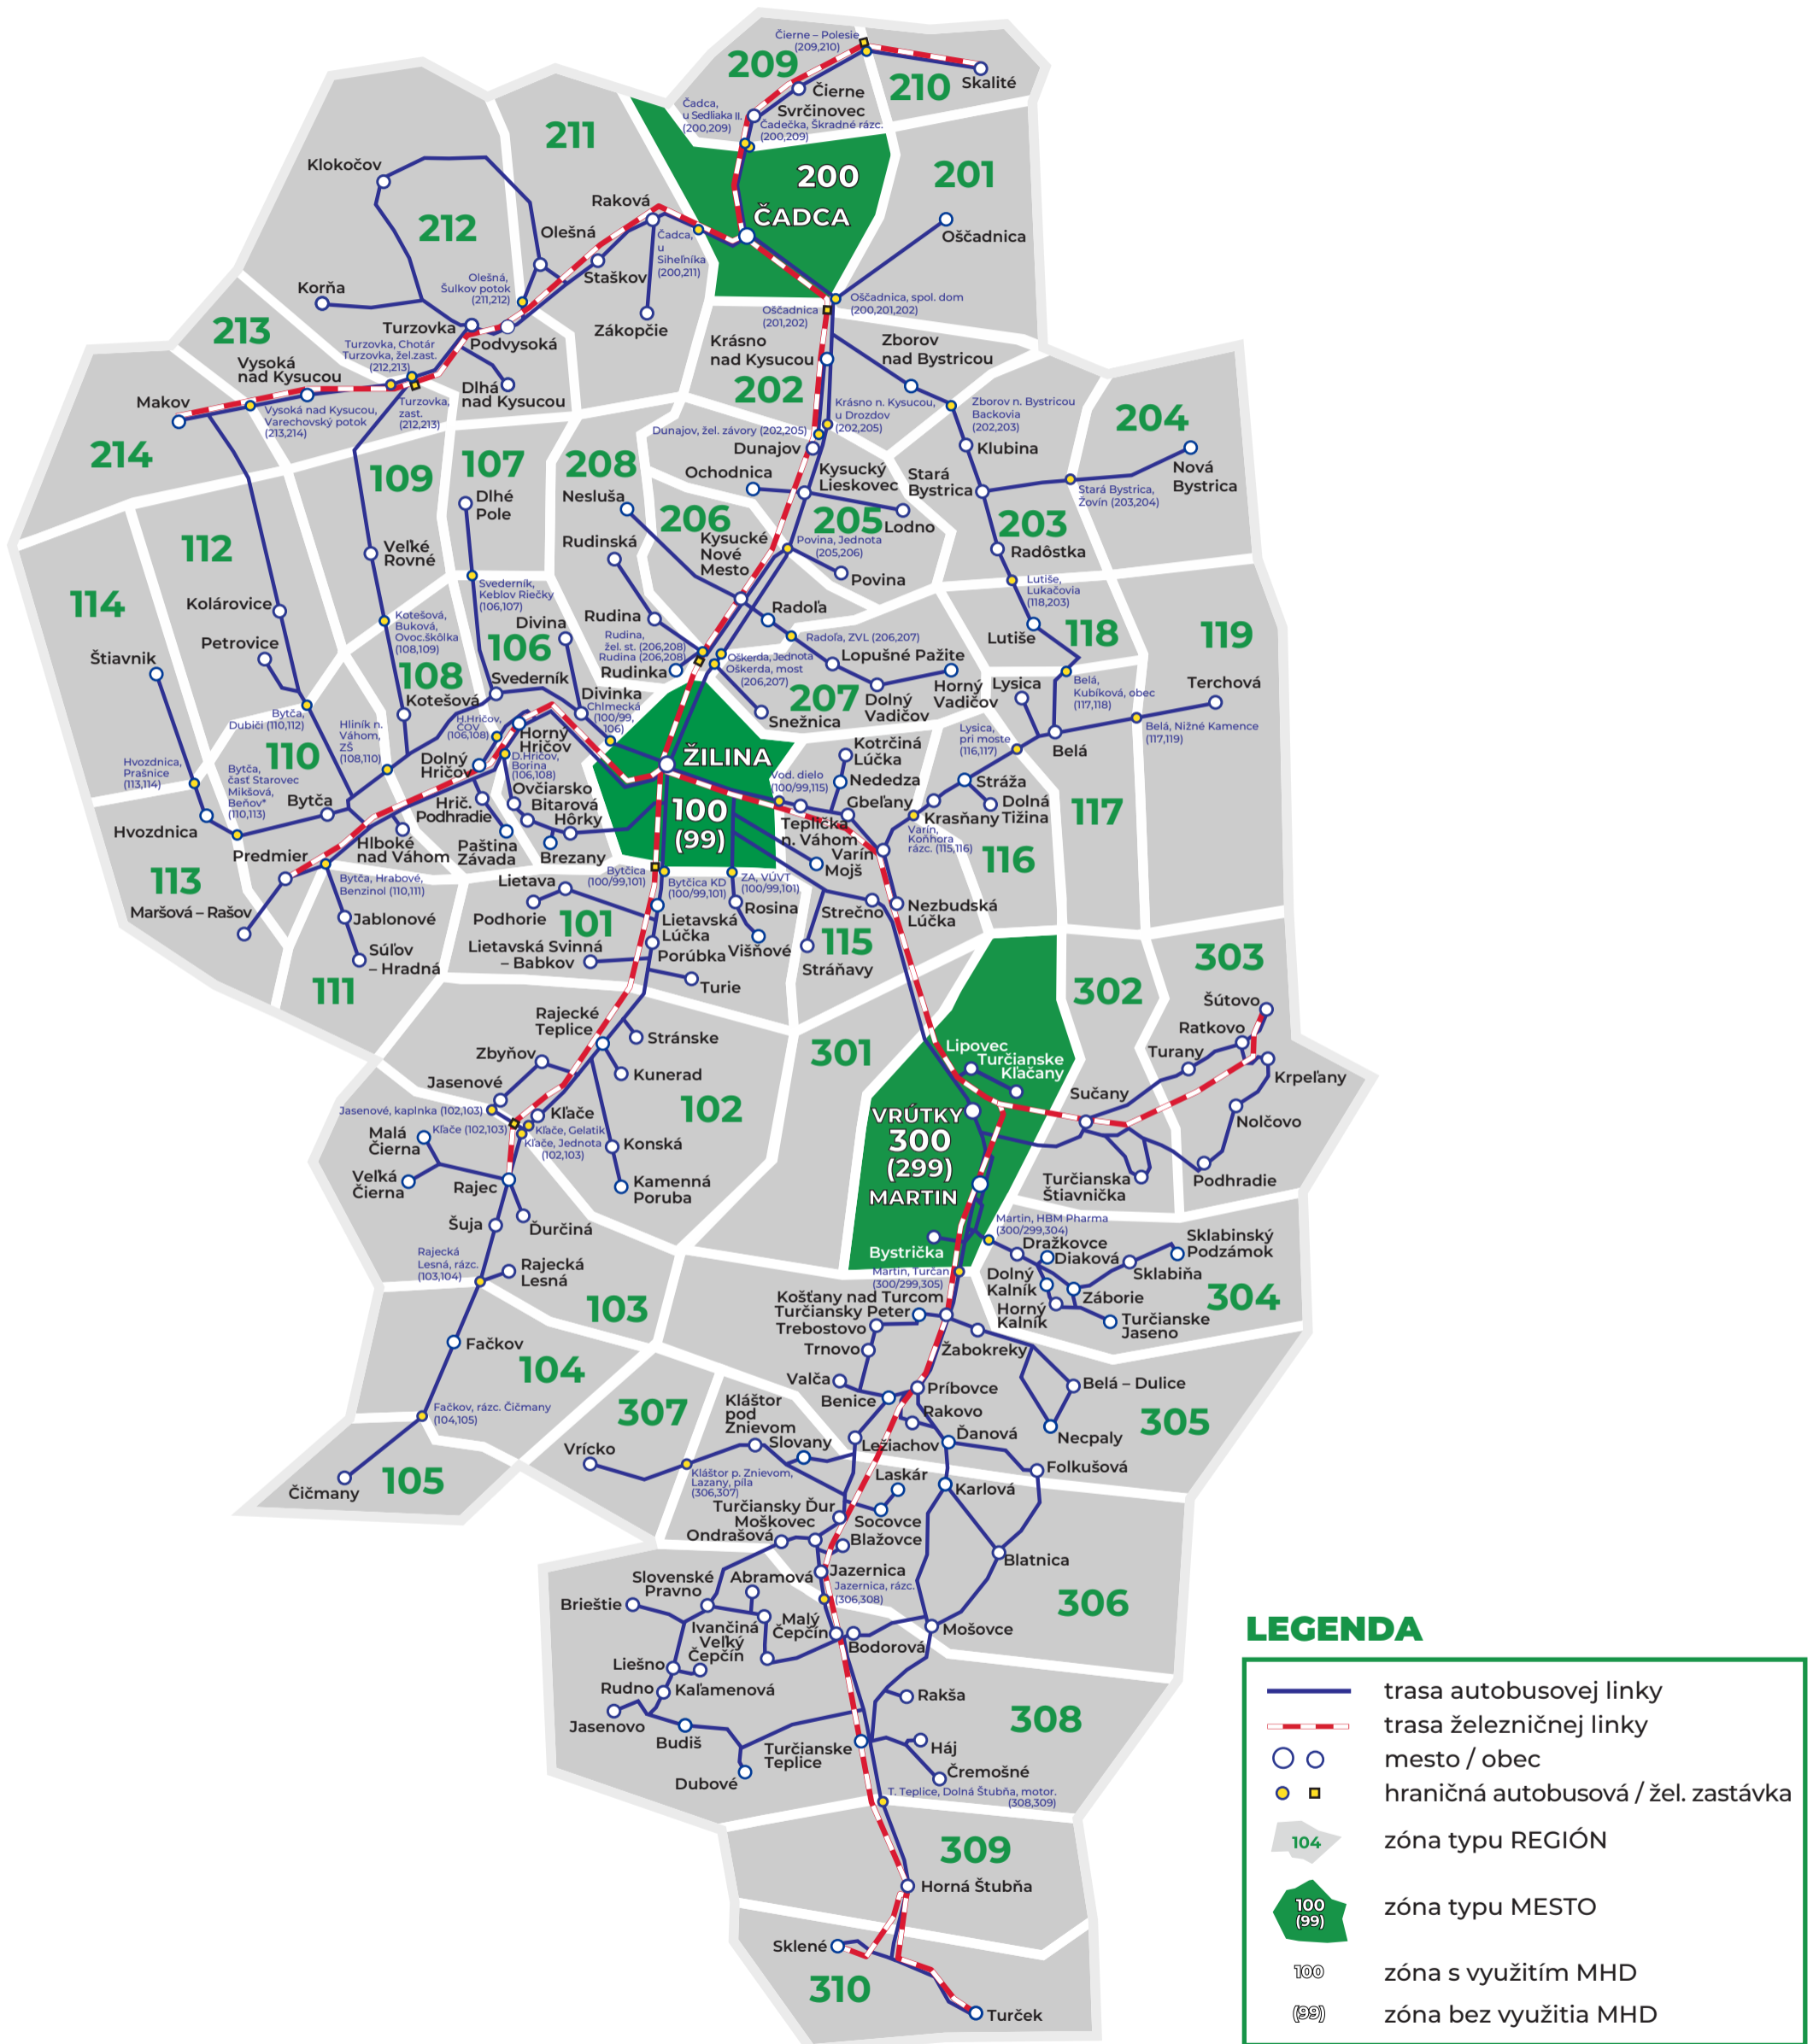 Čierne – Polesie
(209,210)
209
210
Skalité
Čierne
Svrčinovec
Čadca,
u Sedliaka II.
(200,209)
Čadečka, Škradné rázc.
(200,209)
211
200
ČADCA
201
Oščadnica
Klokočov
212
Raková
Olešná
Staškov
Čadca,
u
Siheľníka
(200,211)
Zákopčie
Olešná,
Šulkov potok
(211,212)
Korňa
Turzovka
Podvysoká
Oščadnica, spol. dom
(200,201,202)
Oščadnica
(201,202)
213
Turzovka, Chotár
Turzovka, žel.zast.
(212,213)
Vysoká
nad Kysucou
Dlhá
nad Kysucou
Turzovka,
zast.
(212,213)
Makov
Vysoká nad Kysucou,
Varechovský potok
(213,214)
214
Krásno
nad Kysucou
Zborov
nad Bystricou
202
Krásno n. Kysucou,
u Drozdov
(202,205)
Dunajov, žel. závory (202,205)
Dunajov
Zborov n. Bystricou
Backovia
(202,203)
Klubina
204
Nová
Bystrica
Stará Bystrica,
Žovín (203,204)
Stará
Bystrica
203
Radôstka
Lutiše,
Lukačovia
(118,203)
Lutiše
118
119
109
107
208
Dlhé
Pole
Nesluša
Ochodnica
Kysucký
Lieskovec
Lodno
205
206
Povina, Jednota
(205,206)
Povina
Kysucké
Nové
Mesto
Rudinská
Rudina
Rudina,
žel. st. (206,208)
Rudina (206,208)
Rudinka
Radoľa
Radoľa, ZVL (206,207)
Oškerda, Jednota
Oškerda, most
(206,207)
Lopušné Pažite
Dolný
Vadičov
Horný
Vadičov
207
Snežnica
112
114
Veľké
Rovné
Kolárovice
Petrovice
Štiavnik
Svederník,
Keblov Riečky
(106,107)
Kotešová,
Buková,
Ovoc.škôlka
(108,109)
Divina
106
108
Svederník
Kotešová
Divinka
Chlmecká
(100/99,
106)
Bytča,
Dubiči (110,112)
110
Hliník n.
Váhom,
ZŠ
(108,110)
H.Hričov,
ČOV
(106,108)
Horný
Hričov
Dolný
Hričov
D.Hričov,
Borina
(106,108)
Ovčiarsko
Bitarová
Hôrky
Brezany
Hrič.
Podhradie
Paština
Závada
Hvozdnica,
Prašnice
(113,114)
Bytča,
časť Starovec
Mikšová,
Beňov*
(110,113)
Bytča
Hvozdnica
Predmier
113
Hlboké
nad Váhom
Maršová – Rašov
Bytča, Hrabové,
Benzinol (110,111)
Jablonové
Súľov
– Hradná
111
ŽILINA
100
(99)
Vod. dielo
(100/99,115)
Kotrčiná
Lúčka
Nededza
Gbeľany
Teplička
n. Váhom
Varín
Mojš
Krasňany
Varín,
Koňhora
rázc. (115,116)
Stráža
Dolná
Tižina
Lysica,
pri moste
(116,117)
Lysica
Belá,
Kubíková, obec
(117,118)
Terchová
Belá, Nižné Kamence
(117,119)
Belá
117
116
Bytčica
(100/99,101)
Bytčica KD
(100/99,101)
ZA, VÚVT
(100/99,101)
Lietava
Podhorie
101
Lietavská
Lúčka
Rosina
Višňové
Strečno
Nezbudská
Lúčka
115
Stráňavy
Lietavská Svinná
– Babkov
Porúbka
Turie
Rajecké
Teplice
Stránske
Zbyňov
Kunerad
Jasenové
Jasenové, kaplnka (102,103)
Kľače
Kľače (102,103)
Kľače, Gelatik
Kľače, Jednota
(102,103)
102
Konská
Kamenná
Poruba
Malá
Čierna
Veľká
Čierna
Rajec
Šuja
Ďurčiná
Rajecká
Lesná, rázc.
(103,104)
Rajecká
Lesná
103
Fačkov
104
Fačkov, rázc. Čičmany
(104,105)
Čičmany
105
301
302
303
Šútovo
Ratkovo
Turany
Krpeľany
Sučany
Nolčovo
Podhradie
Turčianska
Štiavnička
Lipovec
Turčianske
Kľačany
VRÚTKY
300
(299)
MARTIN
Bystrička
Martin, HBM Pharma
(300/299,304)
Martin, Turčan
(300/299,305)
Dražkovce
Diaková
Sklabinský
Podzámok
Sklabiňa
Dolný
Kalník
Záborie
Horný
Kalník
Turčianske
Jaseno
304
Košťany nad Turcom
Turčiansky Peter
Trebostovo
Trnovo
Žabokreky
Valča
Benice
Príbovce
Belá – Dulice
Necpaly
305
Rakovo
Ďanová
Ležiachov
Folkušová
307
Kláštor
pod
Znievom
Slovany
Vrícko
Kláštor p. Znievom,
Lazany, píla
(306,307)
Laskár
Karlová
Turčiansky Ďur
Moškovec
Socovce
Ondrašová
Blažovce
Blatnica
Jazernica
Jazernica, rázc.
(306,308)
306
Slovenské
Pravno
Abramová
Brieštie
Ivančiná
Malý
Čepčín
Veľký
Čepčín
Bodorová
Mošovce
Liešno
Rudno
Kaľamenová
Jasenovo
Budiš
Rakša
308
Turčianske
Teplice
Háj
Čremošné
Dubové
T. Teplice, Dolná Štubňa, motor.
(308,309)
309
Horná Štubňa
Sklené
310
Turček
LEGENDA
trasa autobusovej linky
trasa železničnej linky
mesto / obec
hraničná autobusová / žel. zastávka
104 zóna typu REGIÓN
100
(99)
zóna typu MESTO
100 zóna s využitím MHD
(99) zóna bez využitia MHD